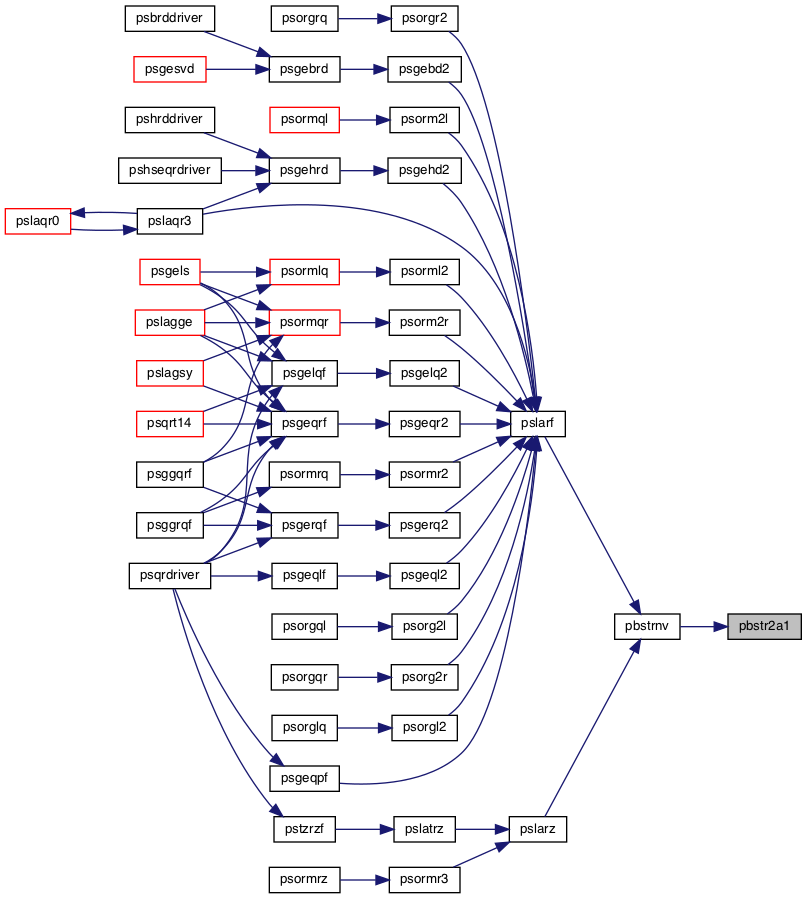 psbrddriver
psorgrq
psorgr2
psgesvd
psgebrd
psgebd2
pshrddriver
psormql
psorm2l
pshseqrdriver
psgehrd
psgehd2
pslaqr0
pslaqr3
psgels
psormlq
psorml2
pslagge
psormqr
psorm2r
pslagsy
psgelqf
psgelq2
psqrt14
psgeqrf
psgeqr2
pslarf
psggqrf
psormrq
psormr2
psggrqf
psgerqf
psgerq2
psqrdriver
psgeqlf
psgeql2
psorgql
psorg2l
pbstrnv
pbstr2a1
psorgqr
psorg2r
psorglq
psorgl2
psgeqpf
pstzrzf
pslatrz
pslarz
psormrz
psormr3